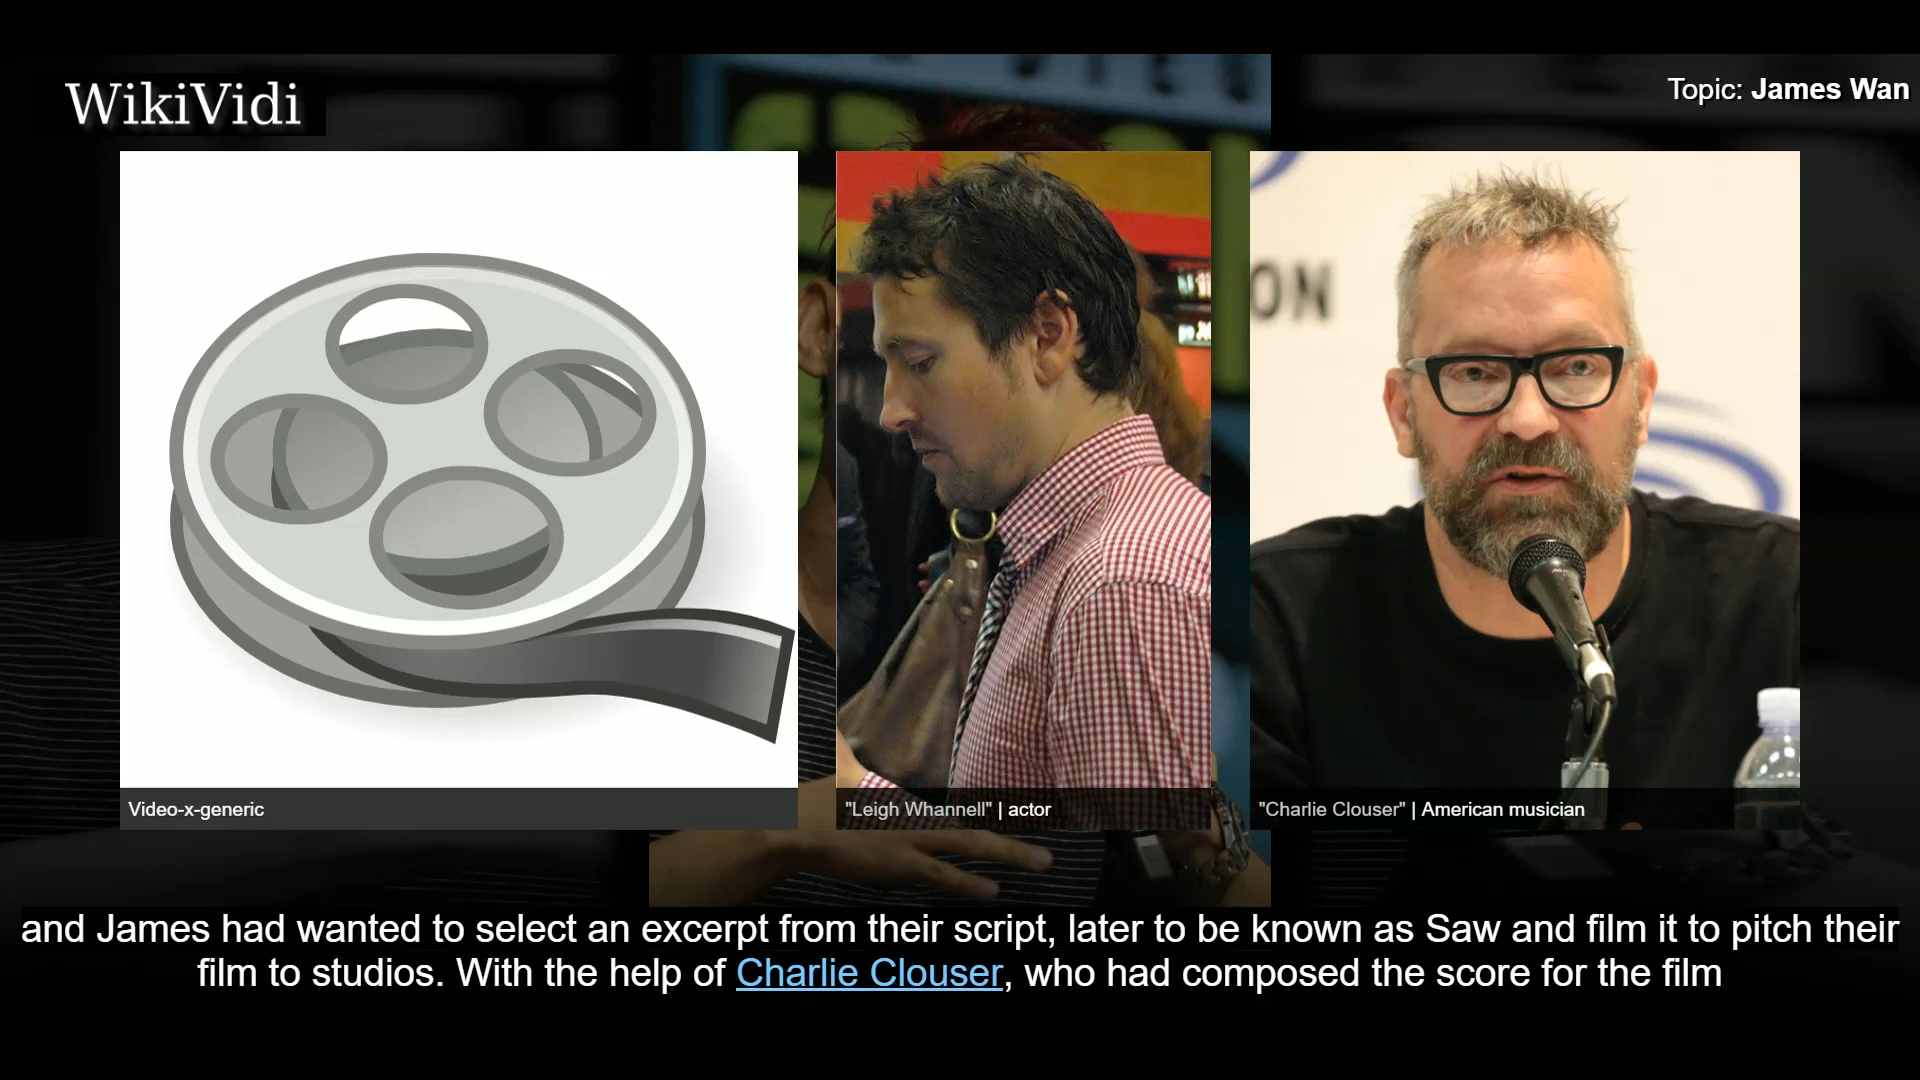 WikiVidi
Topic: James Wan
ON
Video-x-generic
"Leigh Whannell" | actor
"Charlie Clouser" | American musician
and James had wanted to select an excerpt from their script, later to be known as Saw and film it to pitch their
film to studios. With the help of Charlie Clouser, who had composed the score for the film